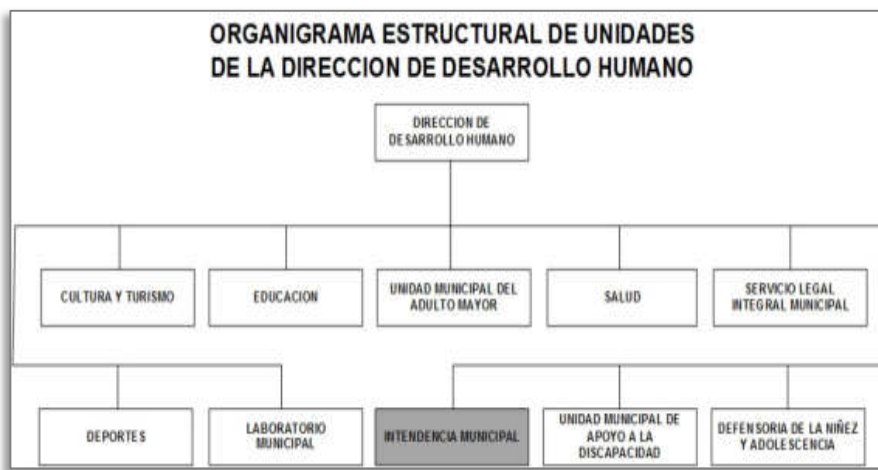 ORGANIGRAMA ESTRUCTURAL DE UNIDADES
DE LA DIRECCION DE DESARROLLO HUMANO
DIRECCION DE
DESARROLLO HUMANO
CULTURA Y TURISMO
EDUCACION
UNIDAD MUNICIPAL DEL
ADULTO MAYOR
SALUD
SERVICIO LEGAL
INTEGRAL MUNICIPAL
DEPORTES
LABORATORIO
MUNICIPAL
INTENDENCIA MUNICIPAL
UNIDAD MUNICIPAL DE
APOYO A LA
DISCAPACIDAD
DEFENSORIA DE LA NIÑEZ
Y ADOLESCENCIA